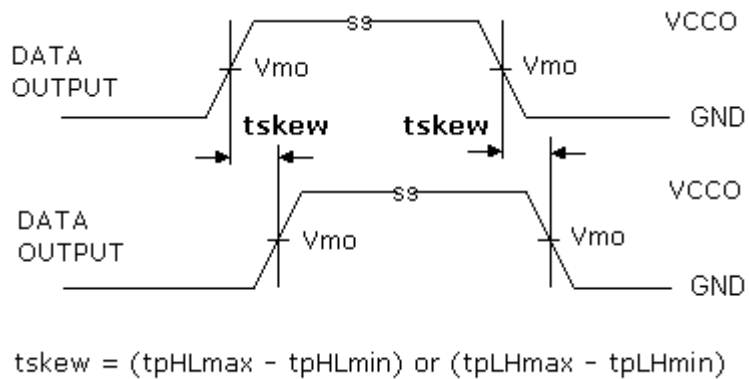 VCCO
DATA
OUTPUT
Vmo
Vmo
GND
tskew
tskew
VCCO
DATA
OUTPUT
Vmo
Vmo
GND
tskew = (tpHLmax - tpHLmin) or (tpLHmax - tpLHmin)